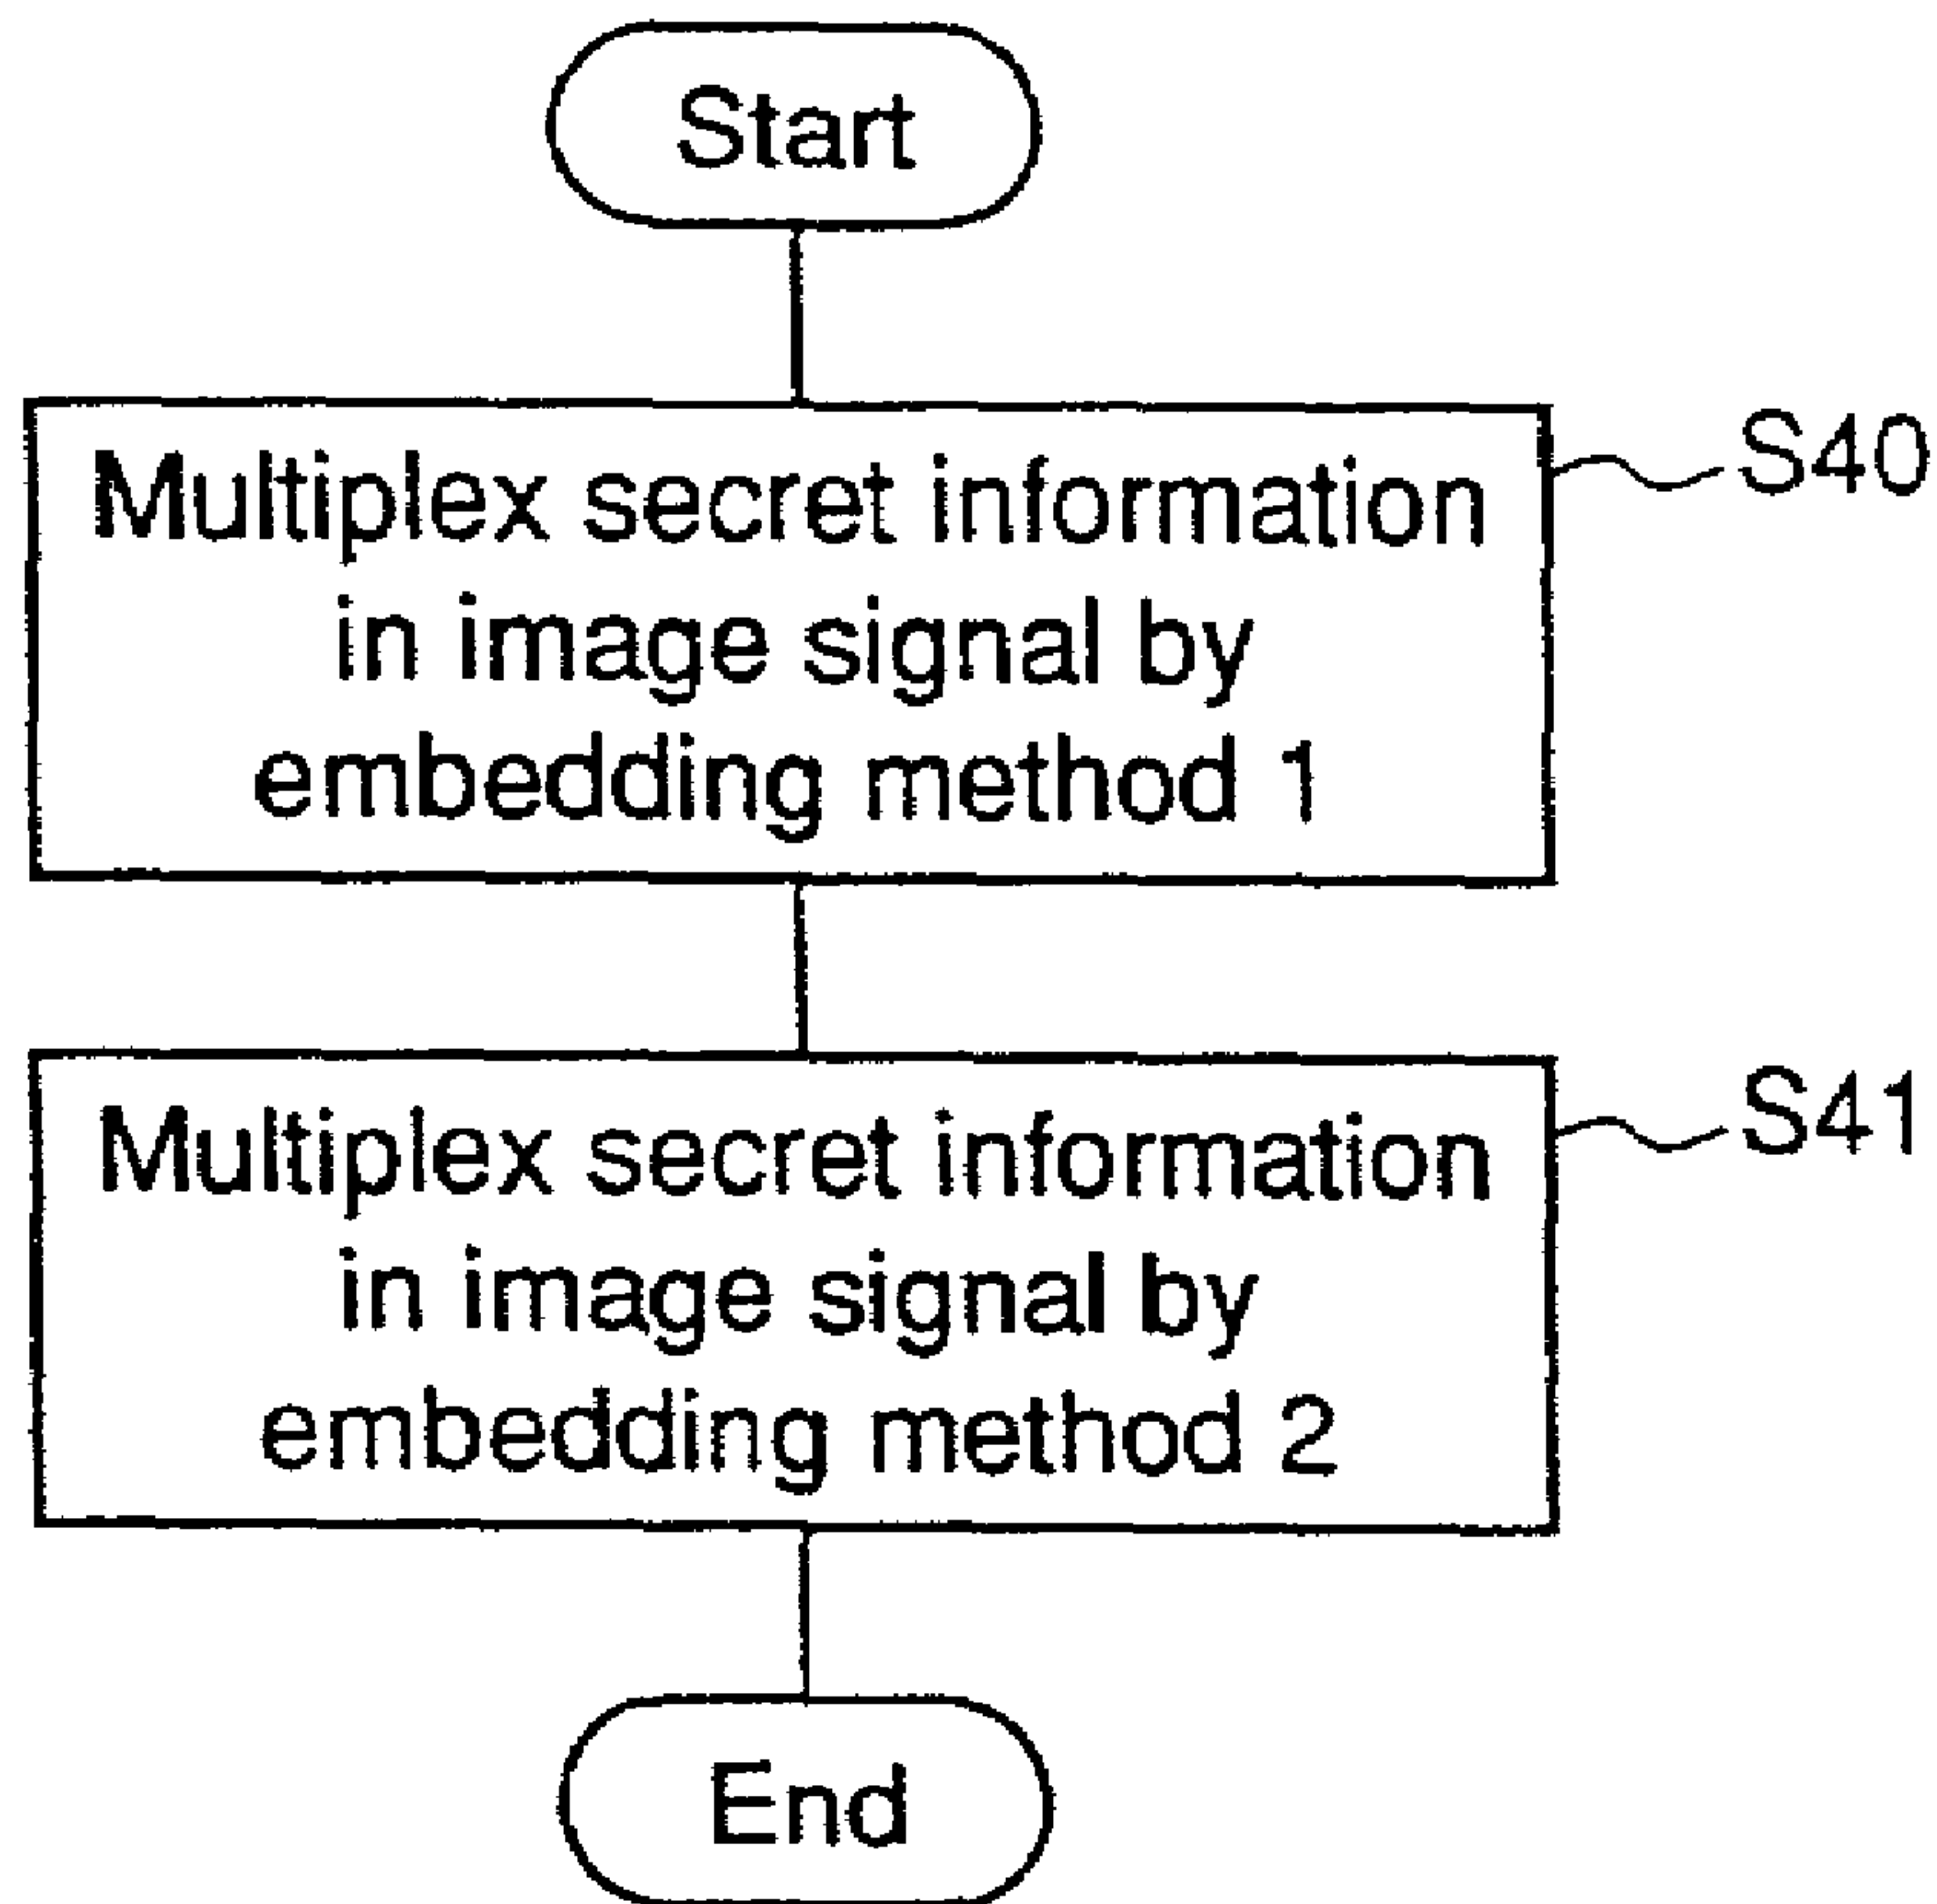 Start
Multiplex secret information
in image signal by
embedding method 1
S40
Multiplex secret information
in image signal by
embedding method 2
S41
End